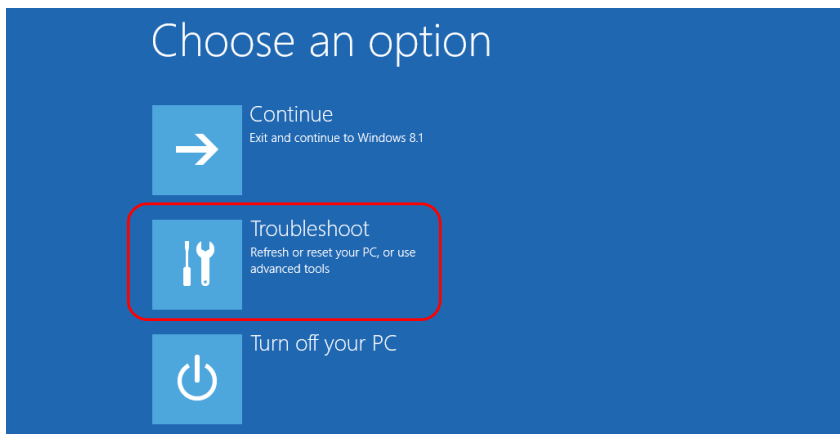 Choose an option
Continue
Exit and continue to Windows 8.1
Troubleshoot
Refresh or reset your PC, or use
advanced tools
Turn off your PC